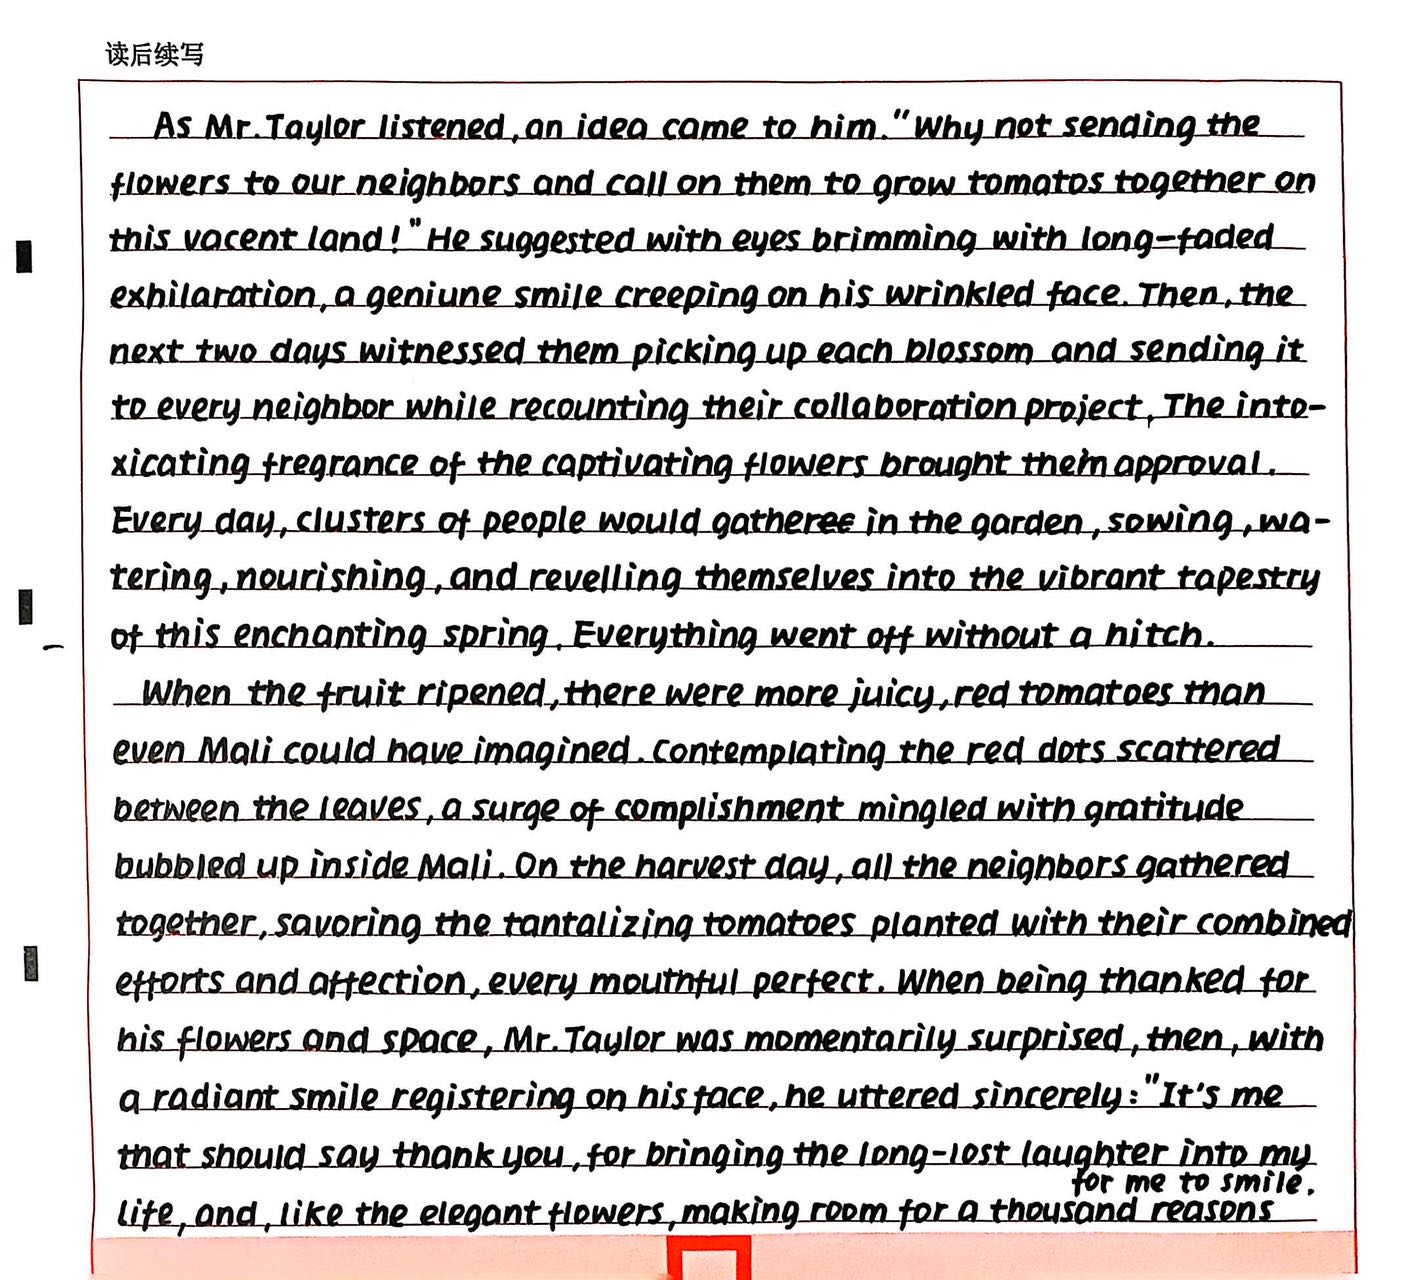 读后续写
As Mr. Taylor listened, an idea came to him. "Why not sending the
flowers to our neighbors and call on them to grow tomatos together on
this vacent land!" He suggested with eyes brimming with long-faded
exhilaration, a geniune smile creeping on his wrinkled face. Then, the
next two days witnessed them picking up each blossom and sending it
to every neighbor while recounting their collaboration project, The into-
xicating fregrance of the captivating flowers brought them approval.
Every day, clusters of people would gather in the garden, sowing, wa-
tering, nourishing, and revelling themselves into the vibrant tapestry
of this enchanting spring. Everything went off without a hitch.
When the fruit ripened, there were more juicy, red tomatoes than
even Mali could have imagined. Contemplating the red dots scattered
between the leaves, a surge of complishment mingled with gratitude
bubbled up inside Mali. On the harvest day, all the neighbors gathered
together, savoring the tantalizing tomatoes planted with their combined
efforts and affection, every mouthful perfect. When being thanked for
his flowers and space, Mr. Taylor was momentarily surprised, then, with
a radiant smile registering on his face, he uttered sincerely: "It's me
that should say thank you, for bringing the long-lost laughter into my
life, and, like the elegant flowers, making room for a thousand reasons
for me to smile.